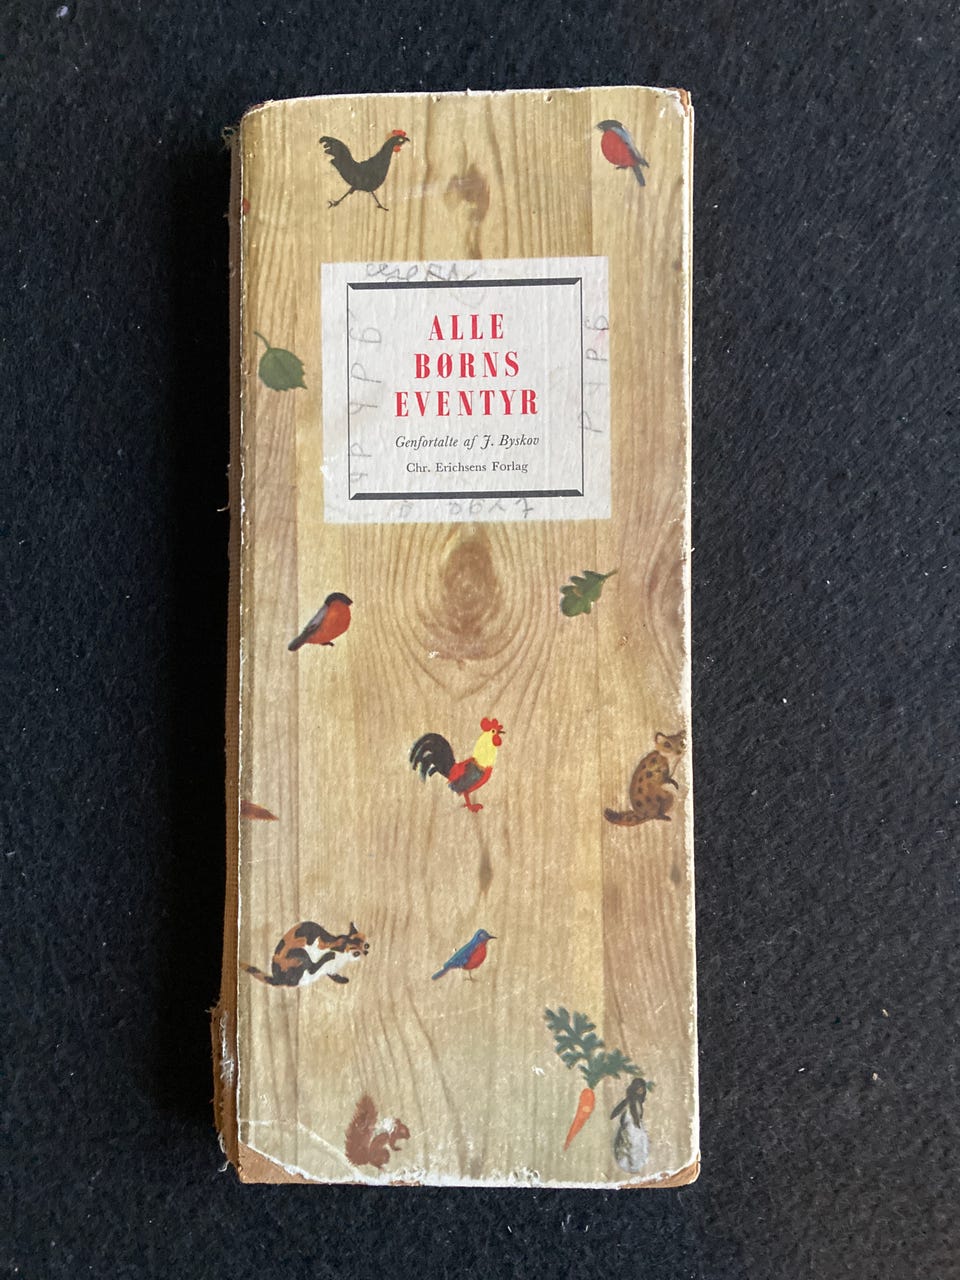 ALLE
BØRNS
EVENTYR
Genfortalte af J. Byskov
Chr. Erichsens Forlag